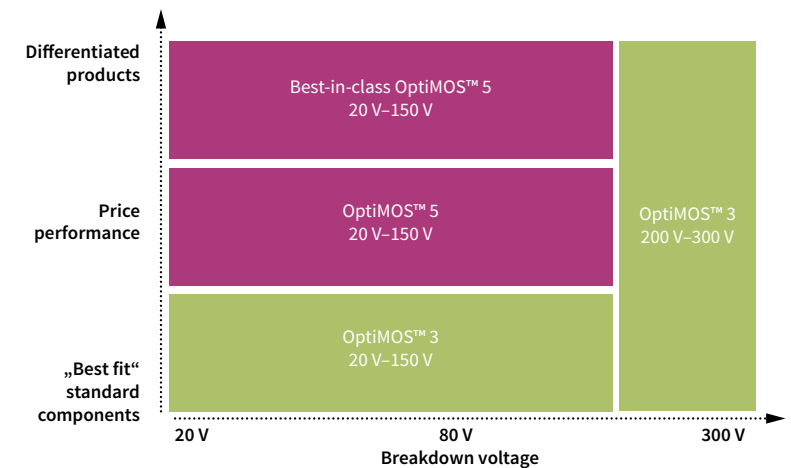 Differentiated
products
Best-in-class OptiMOS™ 5
20 V–150 V
Price
performance
OptiMOS™ 5
20 V–150 V
OptiMOS™ 3
200 V–300 V
OptiMOS™ 3
20 V–150 V
„Best fit“
standard
components
20 V
80 V
300 V
Breakdown voltage